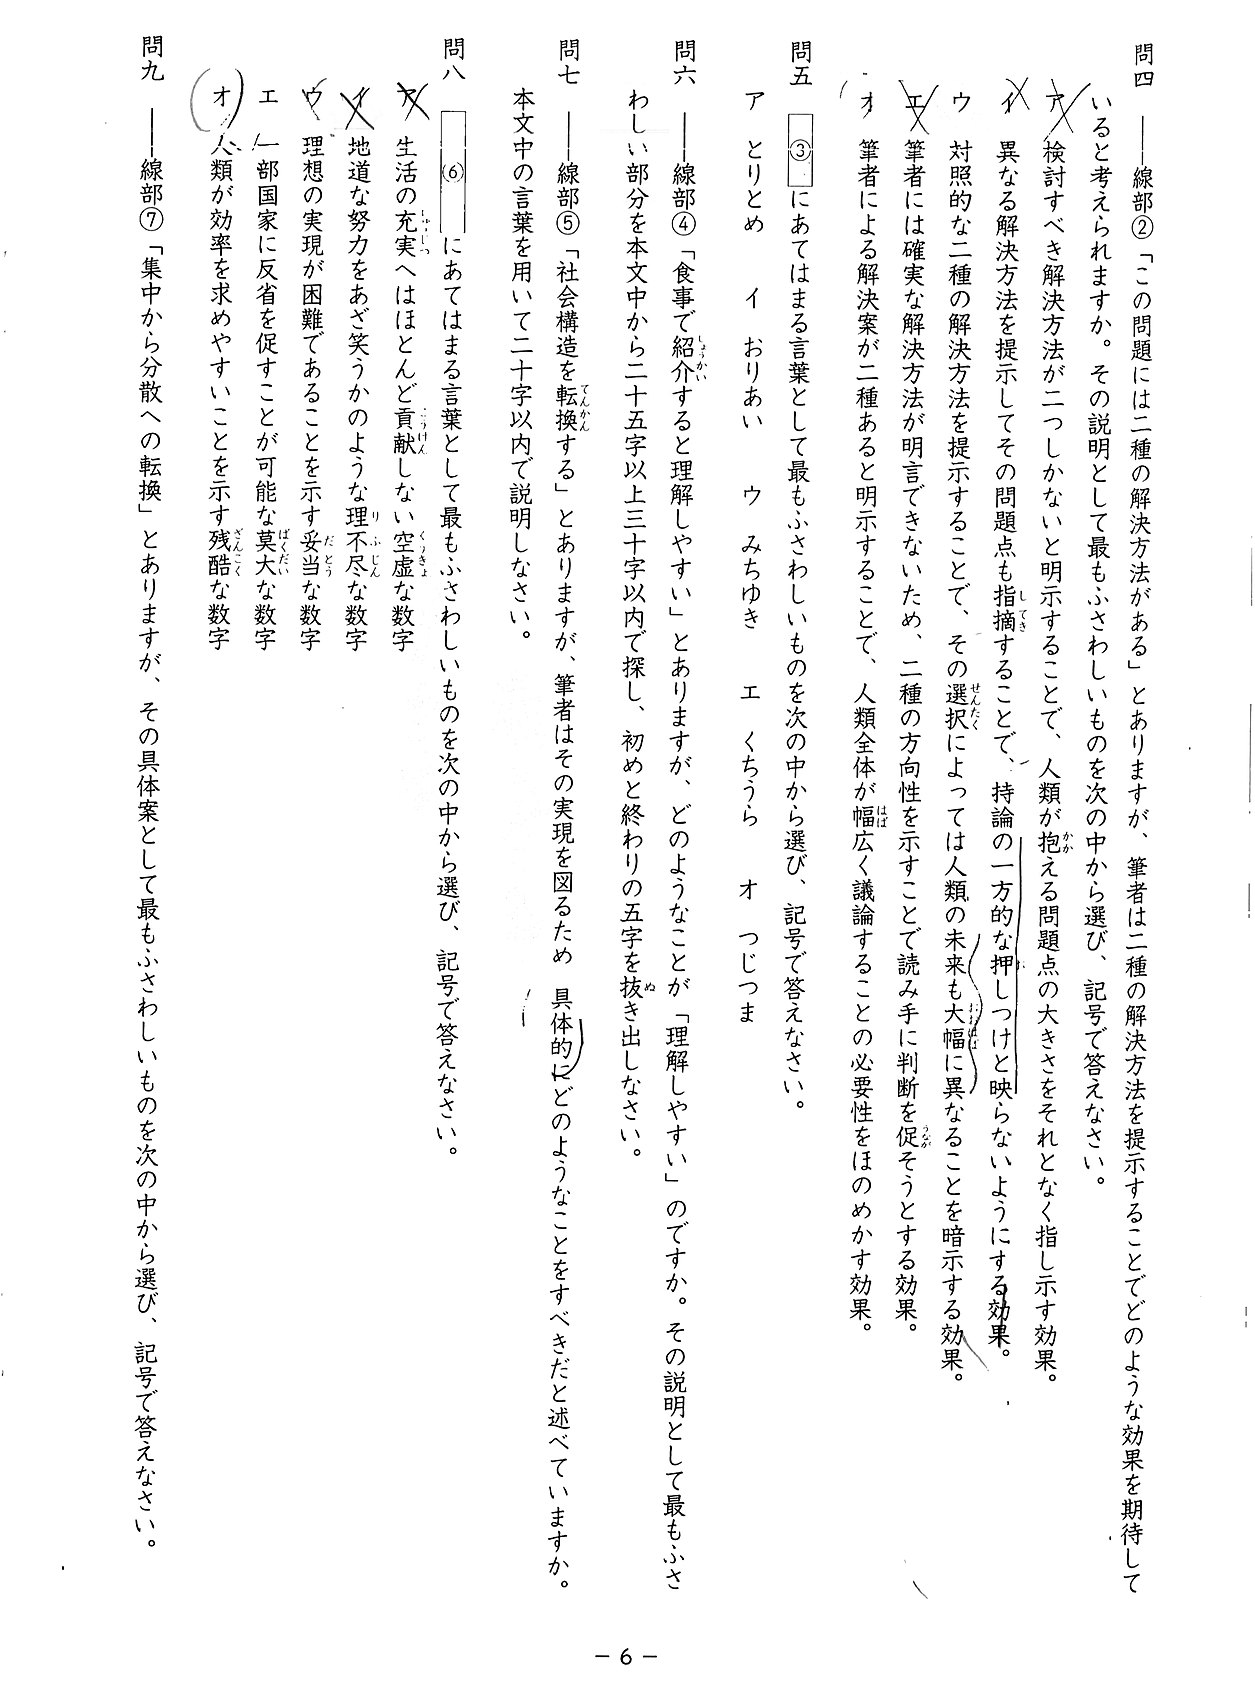 問四 ――線部②「この問題には二種の解決方法がある」とありますが、筆者は二種の解決方法を提示することでどのような効果を期待して
いると考えられますか。その説明として最もふさわしいものを次の中から選び、記号で答えなさい。
ア 検討すべき解決方法が二つしかないと明示することで、人類が抱える問題点の大きさをそれとなく指し示す効果。
イ 異なる解決方法を提示してその問題点も指摘することで、持論の一方的な押しつけと映らないようにする効果。
ウ 対照的な二種の解決方法を提示することで、その選択によっては人類の未来も大幅に異なることを暗示する効果。
エ 筆者には確実な解決方法が明言できないため、二種の方向性を示すことで読み手に判断を促そうとする効果。
オ 筆者による解決案が二種あると明示することで、人類全体が幅広く議論することの必要性をほのめかす効果。
問五 ③にあてはまる言葉として最もふさわしいものを次の中から選び、記号で答えなさい。
ア とりとめ イ おりあい ウ みちゆき エ くちうら オ つじつま
問六 ――線部④「食事で紹介すると理解しやすい」とありますが、どのようなことが「理解しやすい」のですか。その説明として最もふさ
わしい部分を本文中から二十五字以上三十字以内で探し、初めと終わりの五字を抜き出しなさい。
問七 ――線部⑤「社会構造を転換する」とありますが、筆者はその実現を図るため 具体的にどのようなことをすべきだと述べていますか。
本文中の言葉を用いて二十字以内で説明しなさい。
問八 ⑥にあてはまる言葉として最もふさわしいものを次の中から選び、記号で答えなさい。
ア 生活の充実へはほとんど貢献しない空虚な数字
イ 地道な努力をあざ笑うかのような理不尽な数字
ウ 理想の実現が困難であることを示す妥当な数字
エ 一部国家に反省を促すことが可能な莫大な数字
オ 人類が効率を求めやすいことを示す残酷な数字
問九 ――線部⑦「集中から分散への転換」とありますが、その具体案として最もふさわしいものを次の中から選び、記号で答えなさい。
－6－